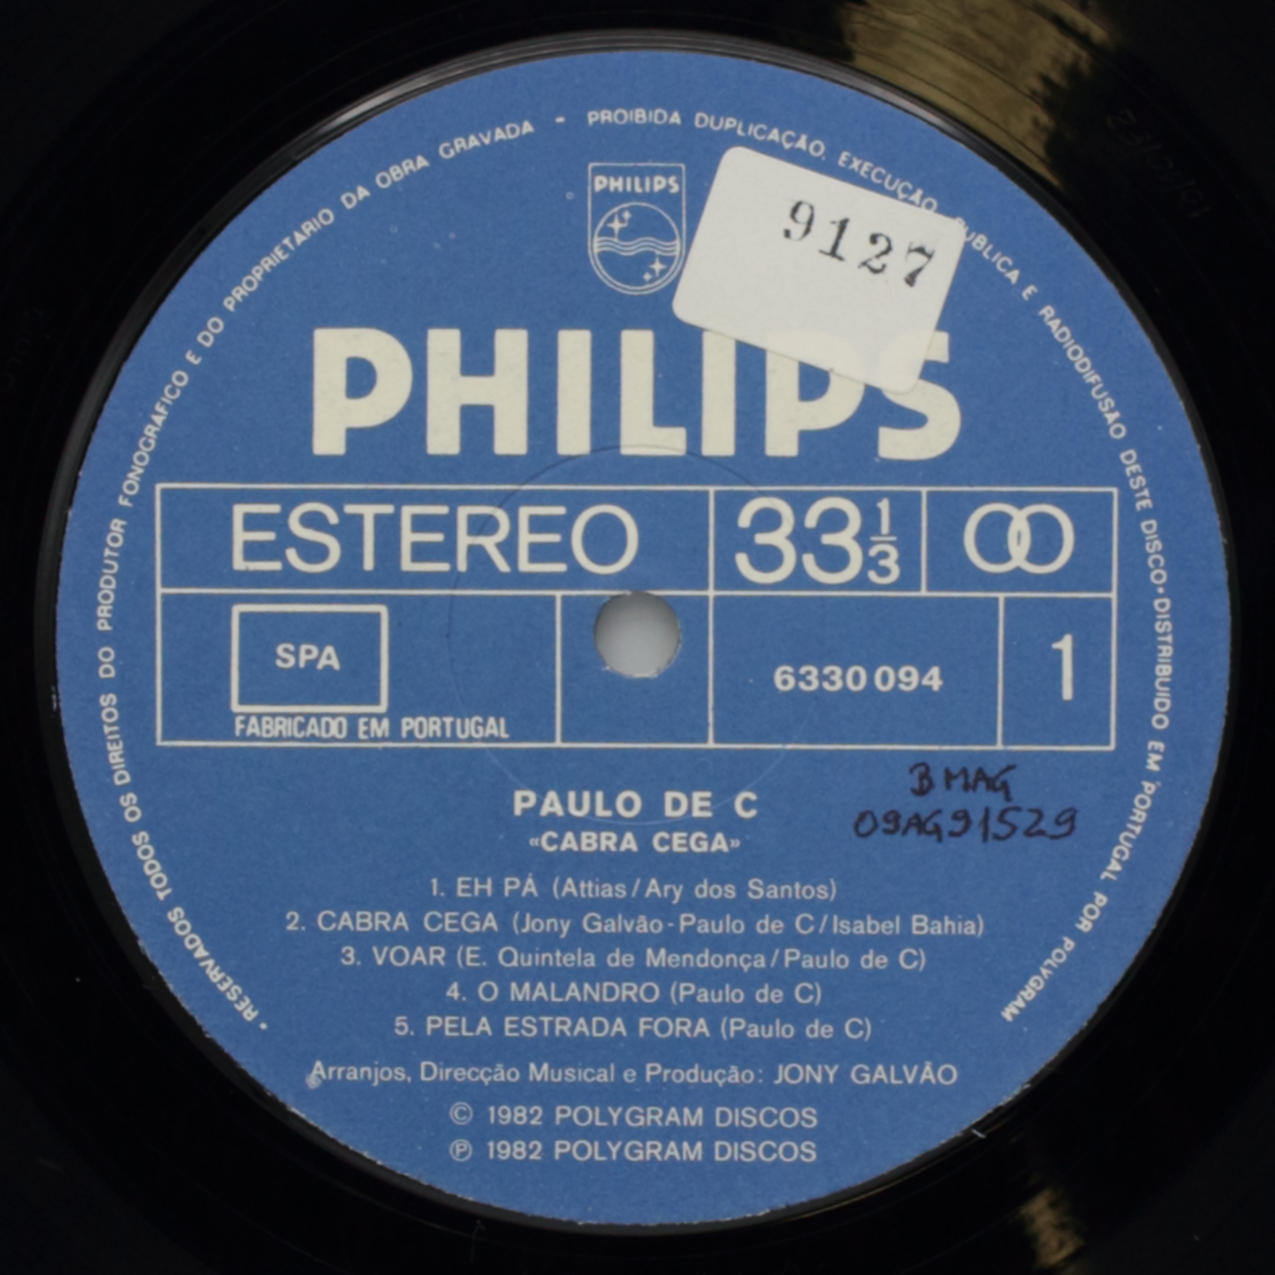 RESERVADOS TODOS OS DIREITOS DO PRODUTOR FONOGRÁFICO E DO PROPRIETARIO DA OBRA GRAVADA - PROIBIDA DUPLICAÇÃO, EXECUÇÃO PUBLICA E RADIODIFUSÃO DESTE DISCO • DISTRIBUIDO EM PORTUGAL POR POLYGRAM
PHILIPS
9127
PHILIPS
ESTEREO 33 1/3
SPA
6330 094 1
FABRICADO EM PORTUGAL
B MAG
09AG91529
PAULO DE C
«CABRA CEGA»
1. EH PÁ (Attias/Ary dos Santos)
2. CABRA CEGA (Jony Galvão-Paulo de C/Isabel Bahia)
3. VOAR (E. Quintela de Mendonça/Paulo de C)
4. O MALANDRO (Paulo de C)
5. PELA ESTRADA FORA (Paulo de C)
Arranjos, Direcção Musical e Produção: JONY GALVÃO
© 1982 POLYGRAM DISCOS
℗ 1982 POLYGRAM DISCOS